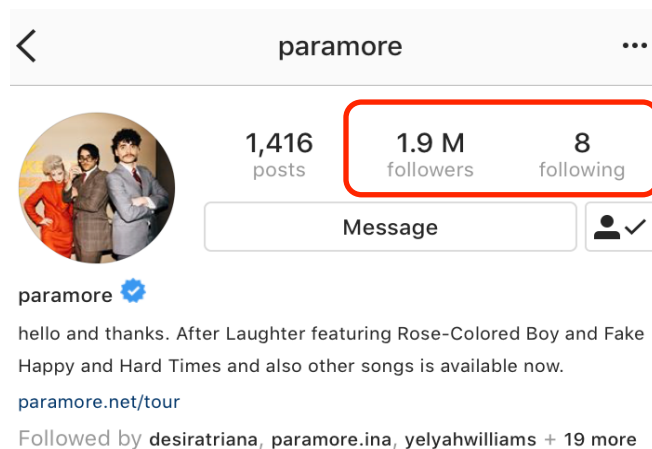 paramore
1,416
posts
1.9 M
followers
8
following
Message
paramore
hello and thanks. After Laughter featuring Rose-Colored Boy and Fake
Happy and Hard Times and also other songs is available now.
paramore.net/tour
Followed by desiratriana, paramore.ina, yelyahwilliams + 19 more